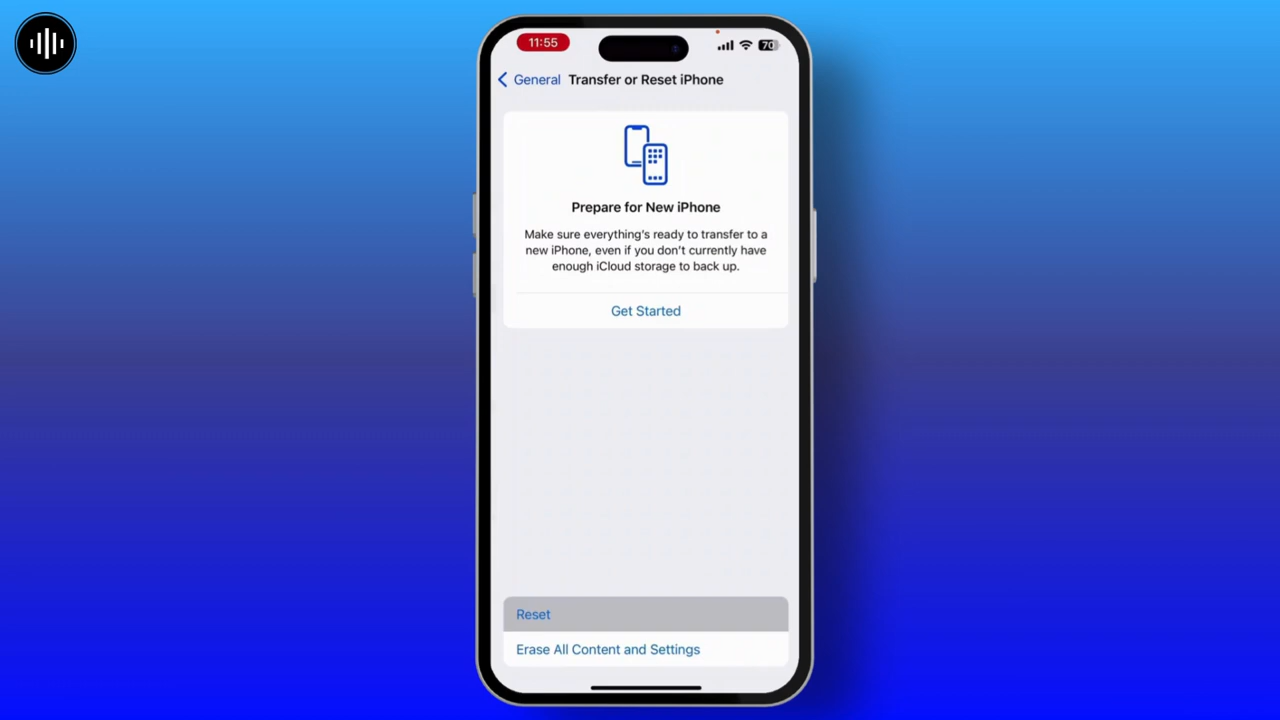 11:55
70
General Transfer or Reset iPhone
Prepare for New iPhone
Make sure everything's ready to transfer to a
new iPhone, even if you don't currently have
enough iCloud storage to back up.
Get Started
Reset
Erase All Content and Settings